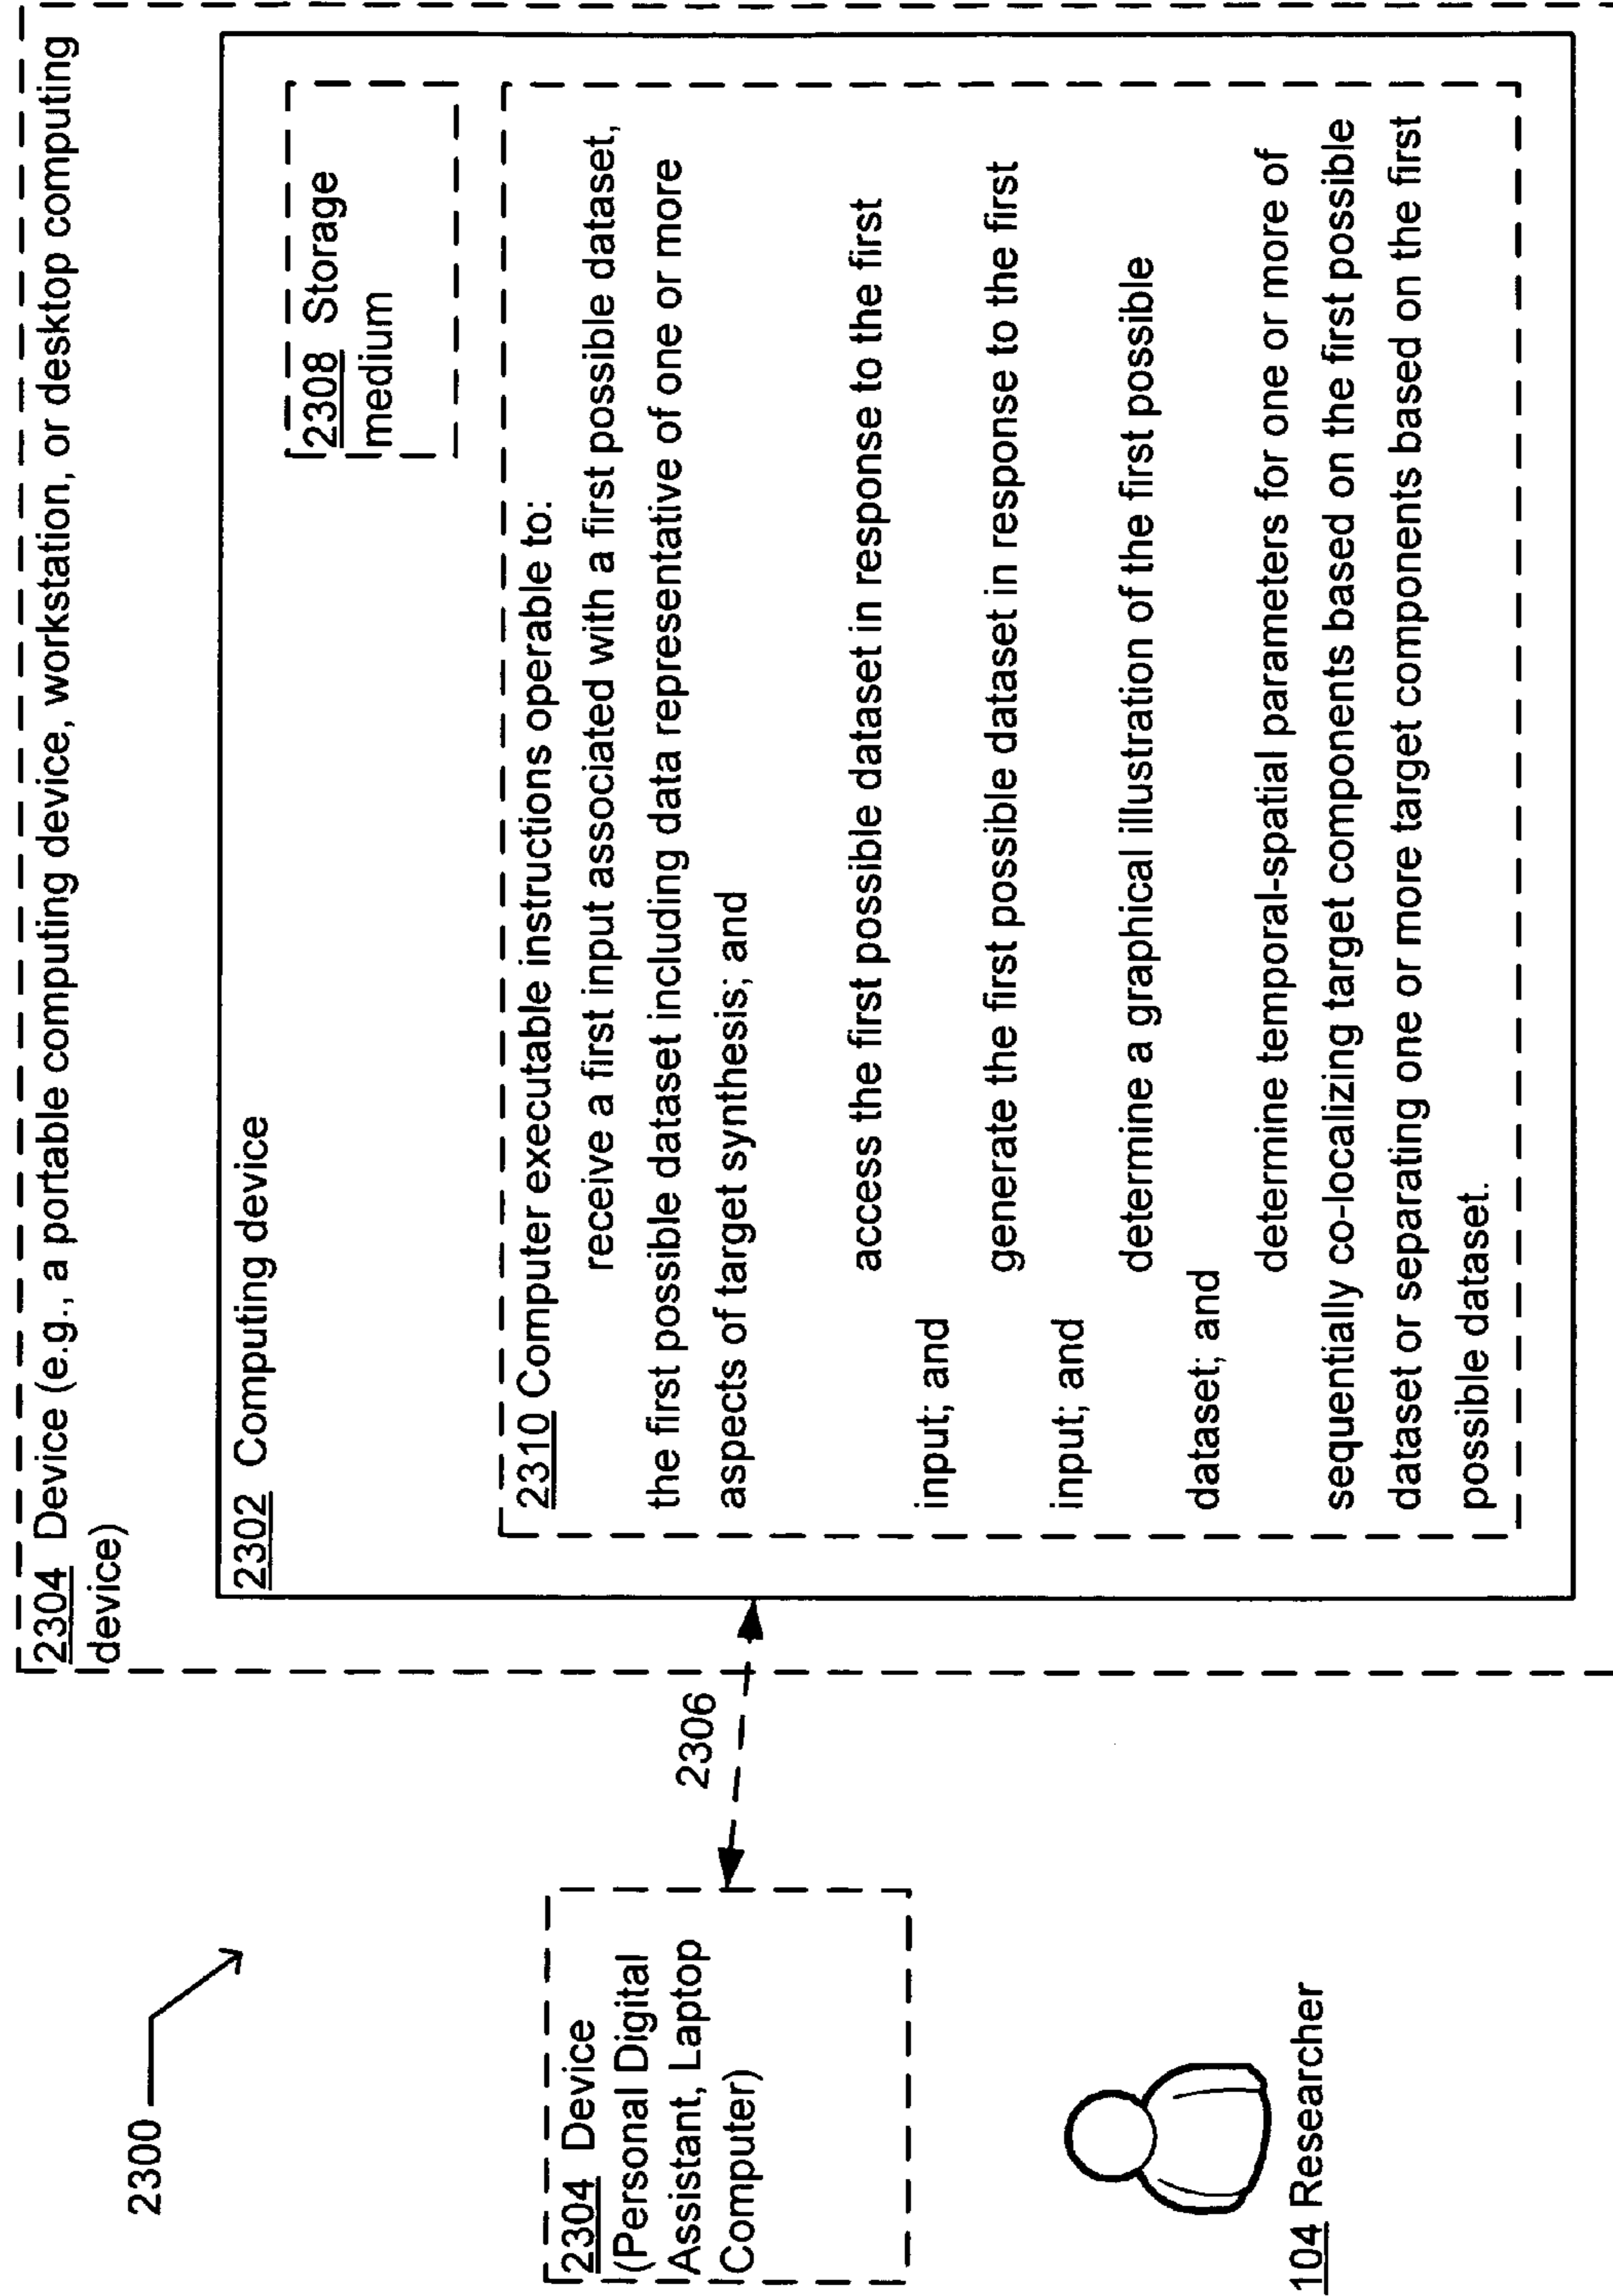 2300
2304 Device (e.g., a portable computing device, workstation, or desktop computing
device)
2302 Computing device
2308 Storage
medium
2310 Computer executable instructions operable to:
receive a first input associated with a first possible dataset,
the first possible dataset including data representative of one or more
aspects of target synthesis; and
access the first possible dataset in response to the first
input; and
generate the first possible dataset in response to the first
input; and
determine a graphical illustration of the first possible
dataset; and
determine temporal-spatial parameters for one or more of
sequentially co-localizing target components based on the first possible
dataset or separating one or more target components based on the first
possible dataset.
2306
2304 Device
(Personal Digital
Assistant, Laptop
Computer)
104 Researcher